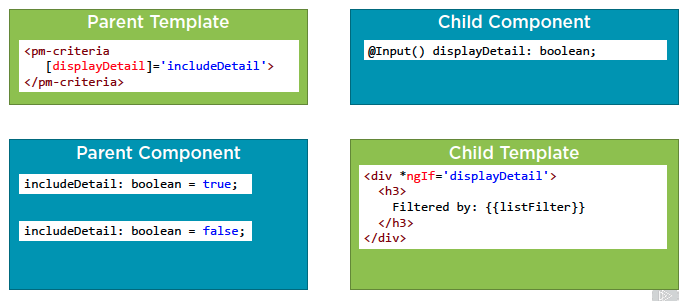 Parent Template
<pm-criteria
[displayDetail]='includeDetail'>
</pm-criteria>
Child Component
@Input() displayDetail: boolean;
Parent Component
includeDetail: boolean = true;
includeDetail: boolean = false;
Child Template
<div *ngIf='displayDetail'>
<h3>
Filtered by: {{listFilter}}
</h3>
</div>